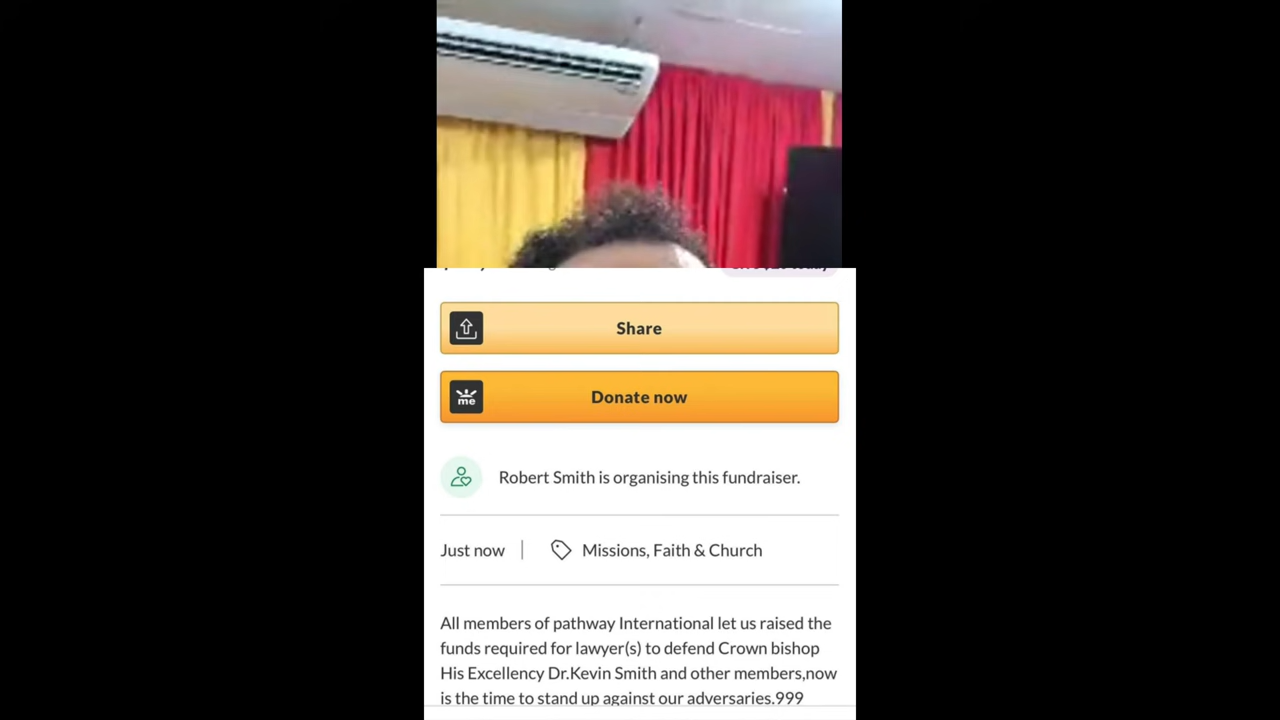 Share
me
Donate now
Robert Smith is organising this fundraiser.
Just now
Missions, Faith & Church
All members of pathway International let us raised the
funds required for lawyer(s) to defend Crown bishop
His Excellency Dr.Kevin Smith and other members,now
is the time to stand up against our adversaries.999